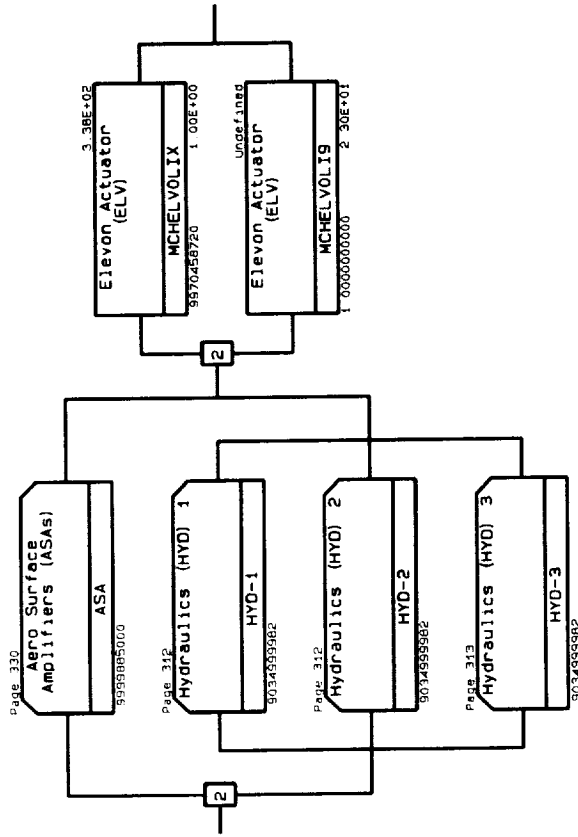 Page 330
Aero Surface
Amplifiers (ASAs)
ASA
9999885000
Page 312
Hydraulics (HYD) 1
HYD-1
9034999982
Page 312
Hydraulics (HYD) 2
HYD-2
9034999982
Page 313
Hydraulics (HYD) 3
HYD-3
9034999982
2
2
3.38E+02
Elevon Actuator
(ELV)
MCHELVOLIX
9970458720
1 00E+00
Undefined
Elevon Actuator
(ELV)
MCHELVOLI9
1 0000000000
2 30E+01